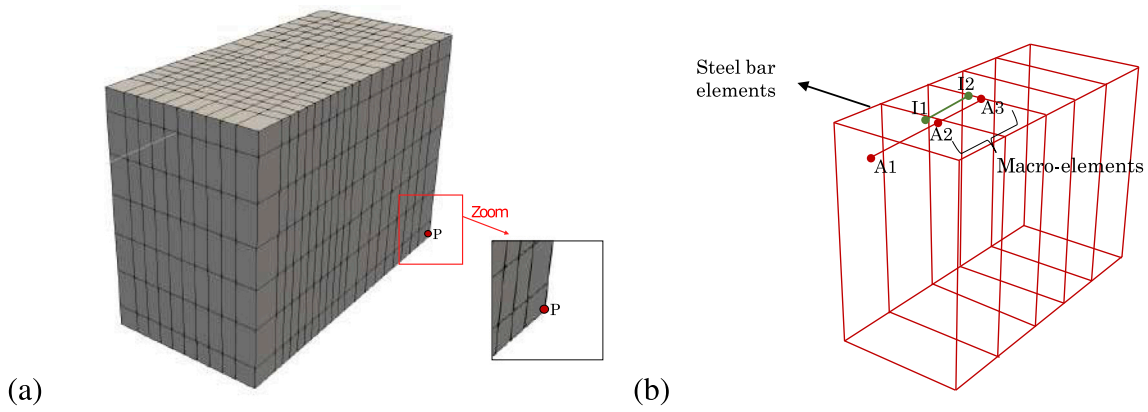 Zoom
P
P
(a)
Steel bar
elements
I2
I1
A3
A2
A1
Macro-elements
(b)